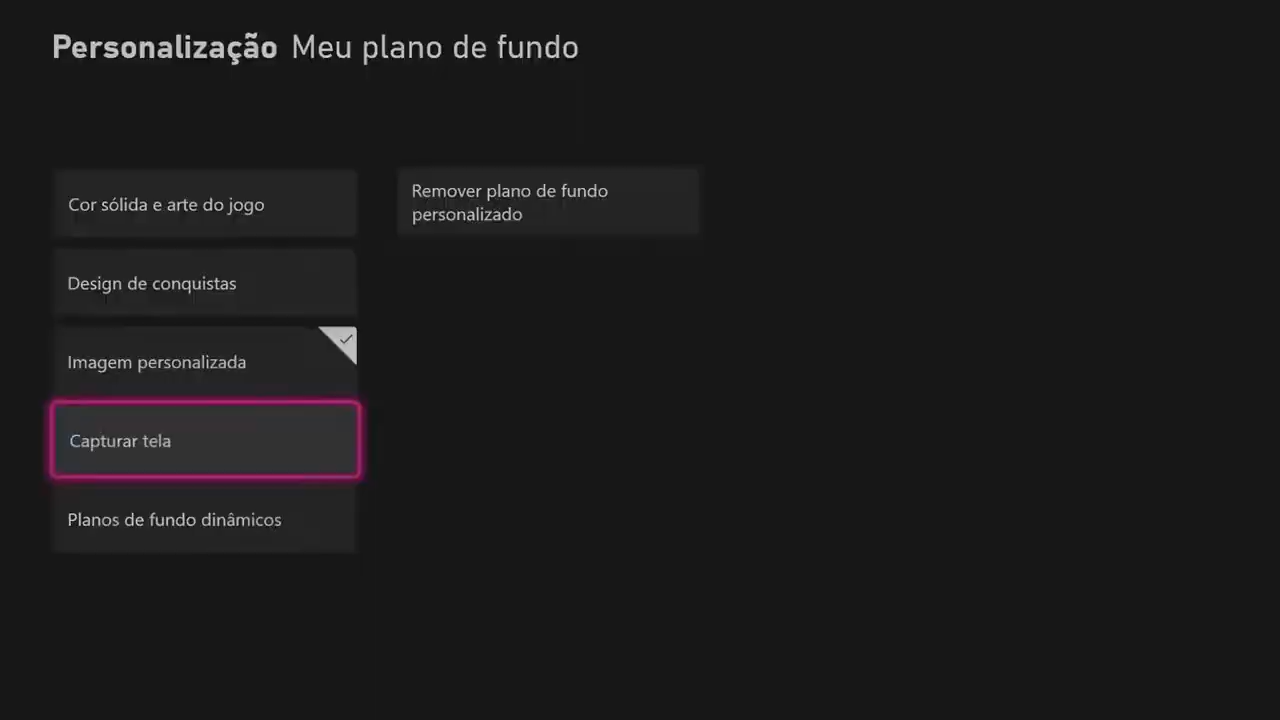 Personalização Meu plano de fundo
Cor sólida e arte do jogo
Design de conquistas
Imagem personalizada
Capturar tela
Planos de fundo dinâmicos
Remover plano de fundo
personalizado